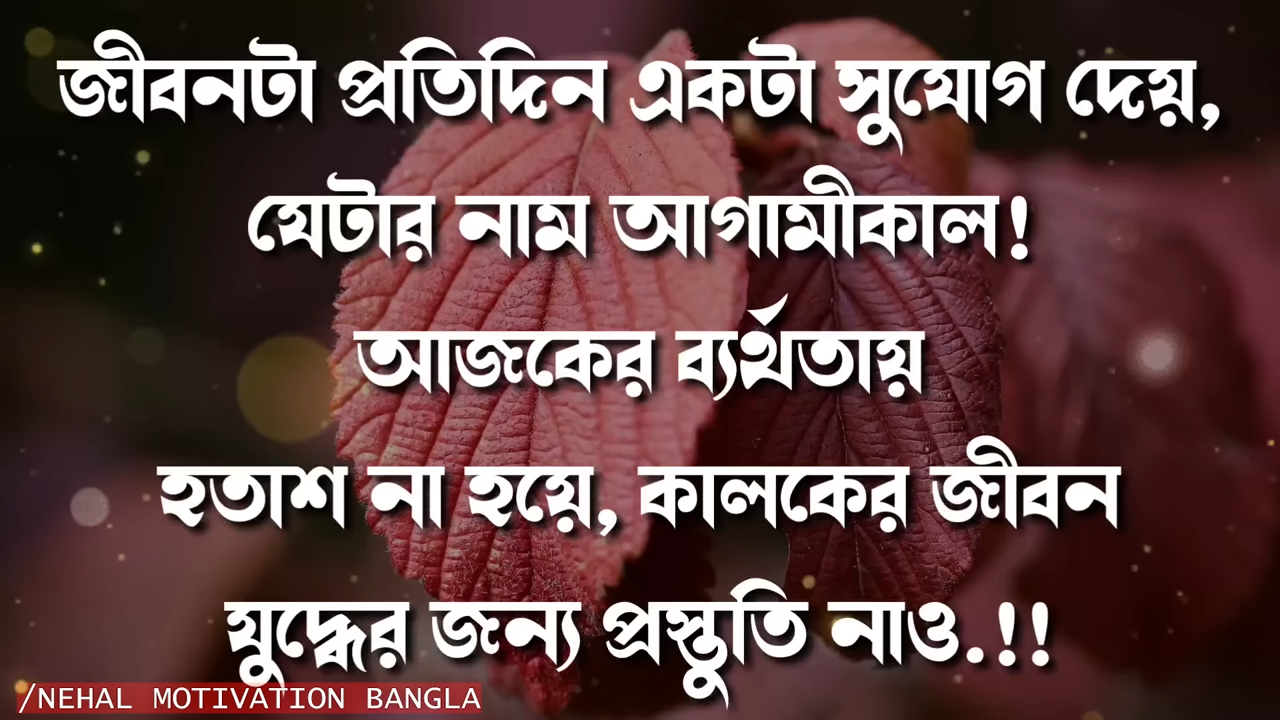 জীবনটা প্রতিদিন একটা সুযোগ দেয়,
যেটার নাম আগামীকাল!
আজকের ব্যর্থতায়
হতাশ না হয়ে, কালকের জীবন
যুদ্ধের জন্য প্রস্তুতি নাও.!!
/NEHAL MOTIVATION BANGLA